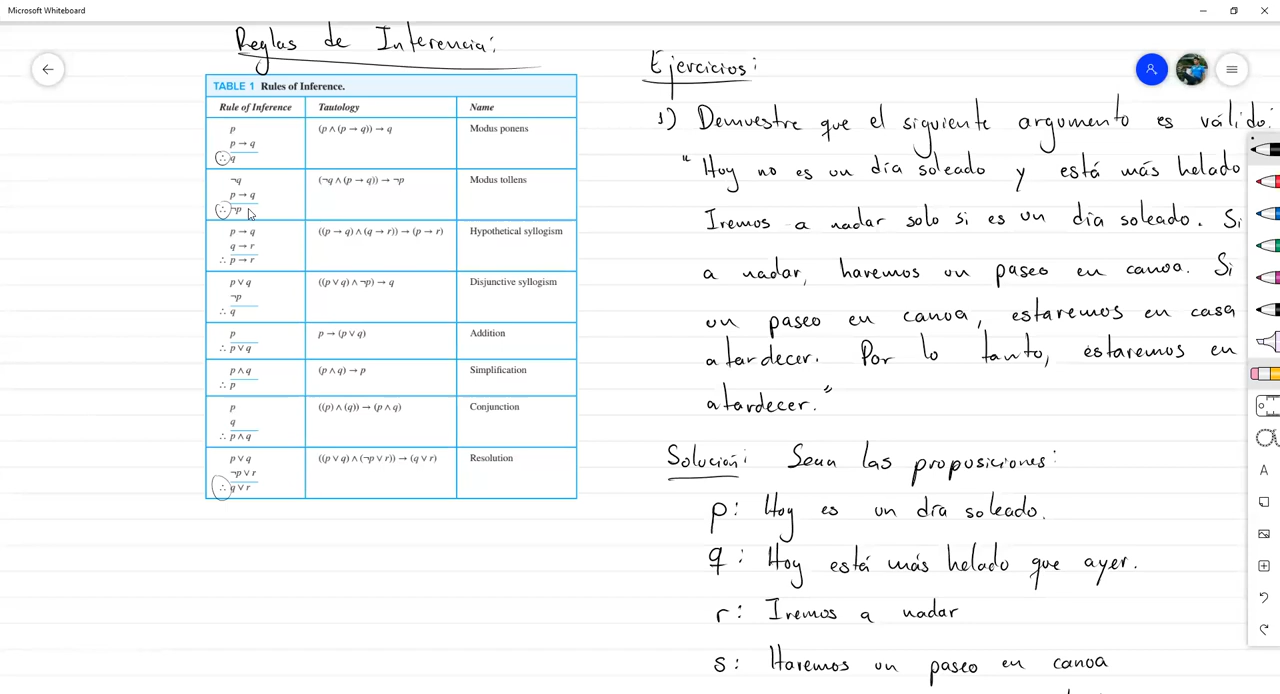 Microsoft Whiteboard
Reglas de Inferencia:
TABLE 1 Rules of Inference.
Rule of Inference Tautology Name
p
p → q
∴ q
(p ∧ (p → q)) → q
Modus ponens
¬q
p → q
∴ ¬p
(¬q ∧ (p → q)) → ¬p
Modus tollens
p → q
q → r
∴ p → r
((p → q) ∧ (q → r)) → (p → r)
Hypothetical syllogism
p ∨ q
¬p
∴ q
((p ∨ q) ∧ ¬p) → q
Disjunctive syllogism
p
∴ p ∨ q
p → (p ∨ q)
Addition
p ∧ q
∴ p
(p ∧ q) → p
Simplification
p
q
∴ p ∧ q
((p) ∧ (q)) → (p ∧ q)
Conjunction
p ∨ q
¬p ∨ r
∴ q ∨ r
((p ∨ q) ∧ (¬p ∨ r)) → (q ∨ r)
Resolution
Ejercicios:
1) Demuestre que el siguiente argumento es válido:
"Hoy no es un día soleado y está más helado
Iremos a nadar solo si es un día soleado. Si
a nadar, haremos un paseo en canoa. Si
un paseo en canoa, estaremos en casa
atardecer. Por lo tanto, estaremos en
atardecer."
Solución: Sean las proposiciones:
p: Hoy es un día soleado.
q: Hoy está más helado que ayer.
r: Iremos a nadar
s: Haremos un paseo en canoa